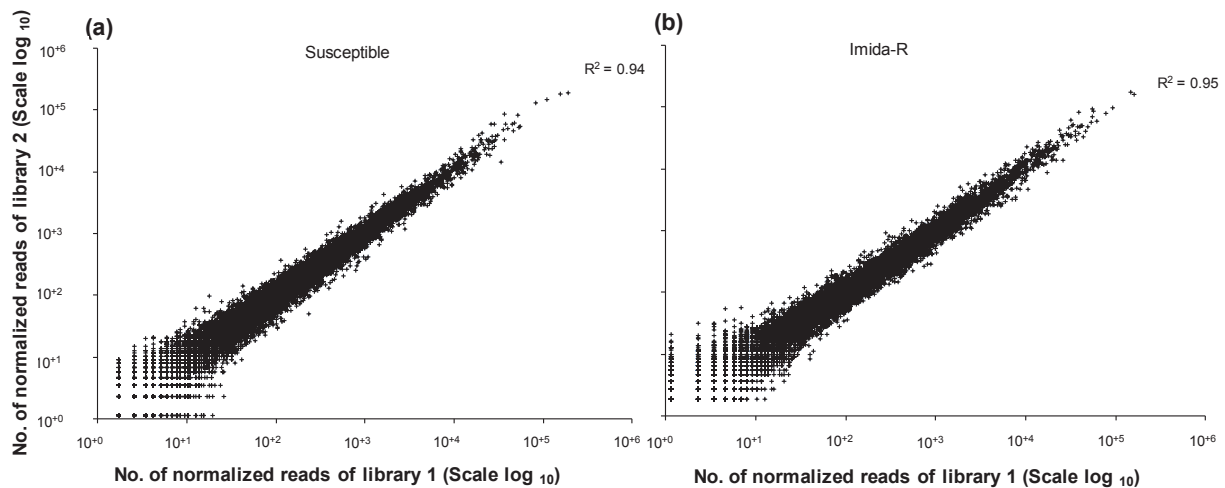 (a)
Susceptible
R² = 0.94
No. of normalized reads of library 2 (Scale log ₁₀)
10⁺⁶
10⁺⁵
10⁺⁴
10⁺³
10⁺²
10⁺¹
10⁺⁰
10⁺⁰ 10⁺¹ 10⁺² 10⁺³ 10⁺⁴ 10⁺⁵ 10⁺⁶
No. of normalized reads of library 1 (Scale log ₁₀)
(b)
Imida-R
R² = 0.95
10⁺⁰ 10⁺¹ 10⁺² 10⁺³ 10⁺⁴ 10⁺⁵ 10⁺⁶
No. of normalized reads of library 1 (Scale log ₁₀)